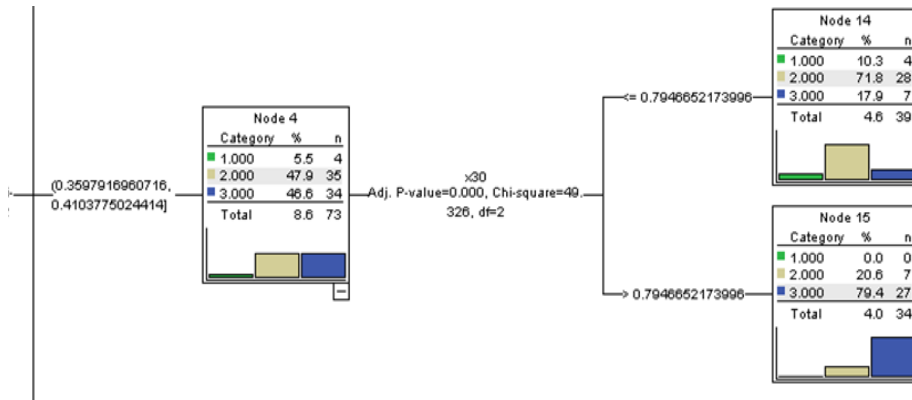 (0.3597916960716,
0.4103775024414]
Node 4
Category % n
1.000 5.5 4
2.000 47.9 35
3.000 46.6 34
Total 8.6 73
x30
Adj. P-value=0.000, Chi-square=49.
326, df=2
<= 0.7946652173996
Node 14
Category % n
1.000 10.3 4
2.000 71.8 28
3.000 17.9 7
Total 4.6 39
> 0.7946652173996
Node 15
Category % n
1.000 0.0 0
2.000 20.6 7
3.000 79.4 27
Total 4.0 34